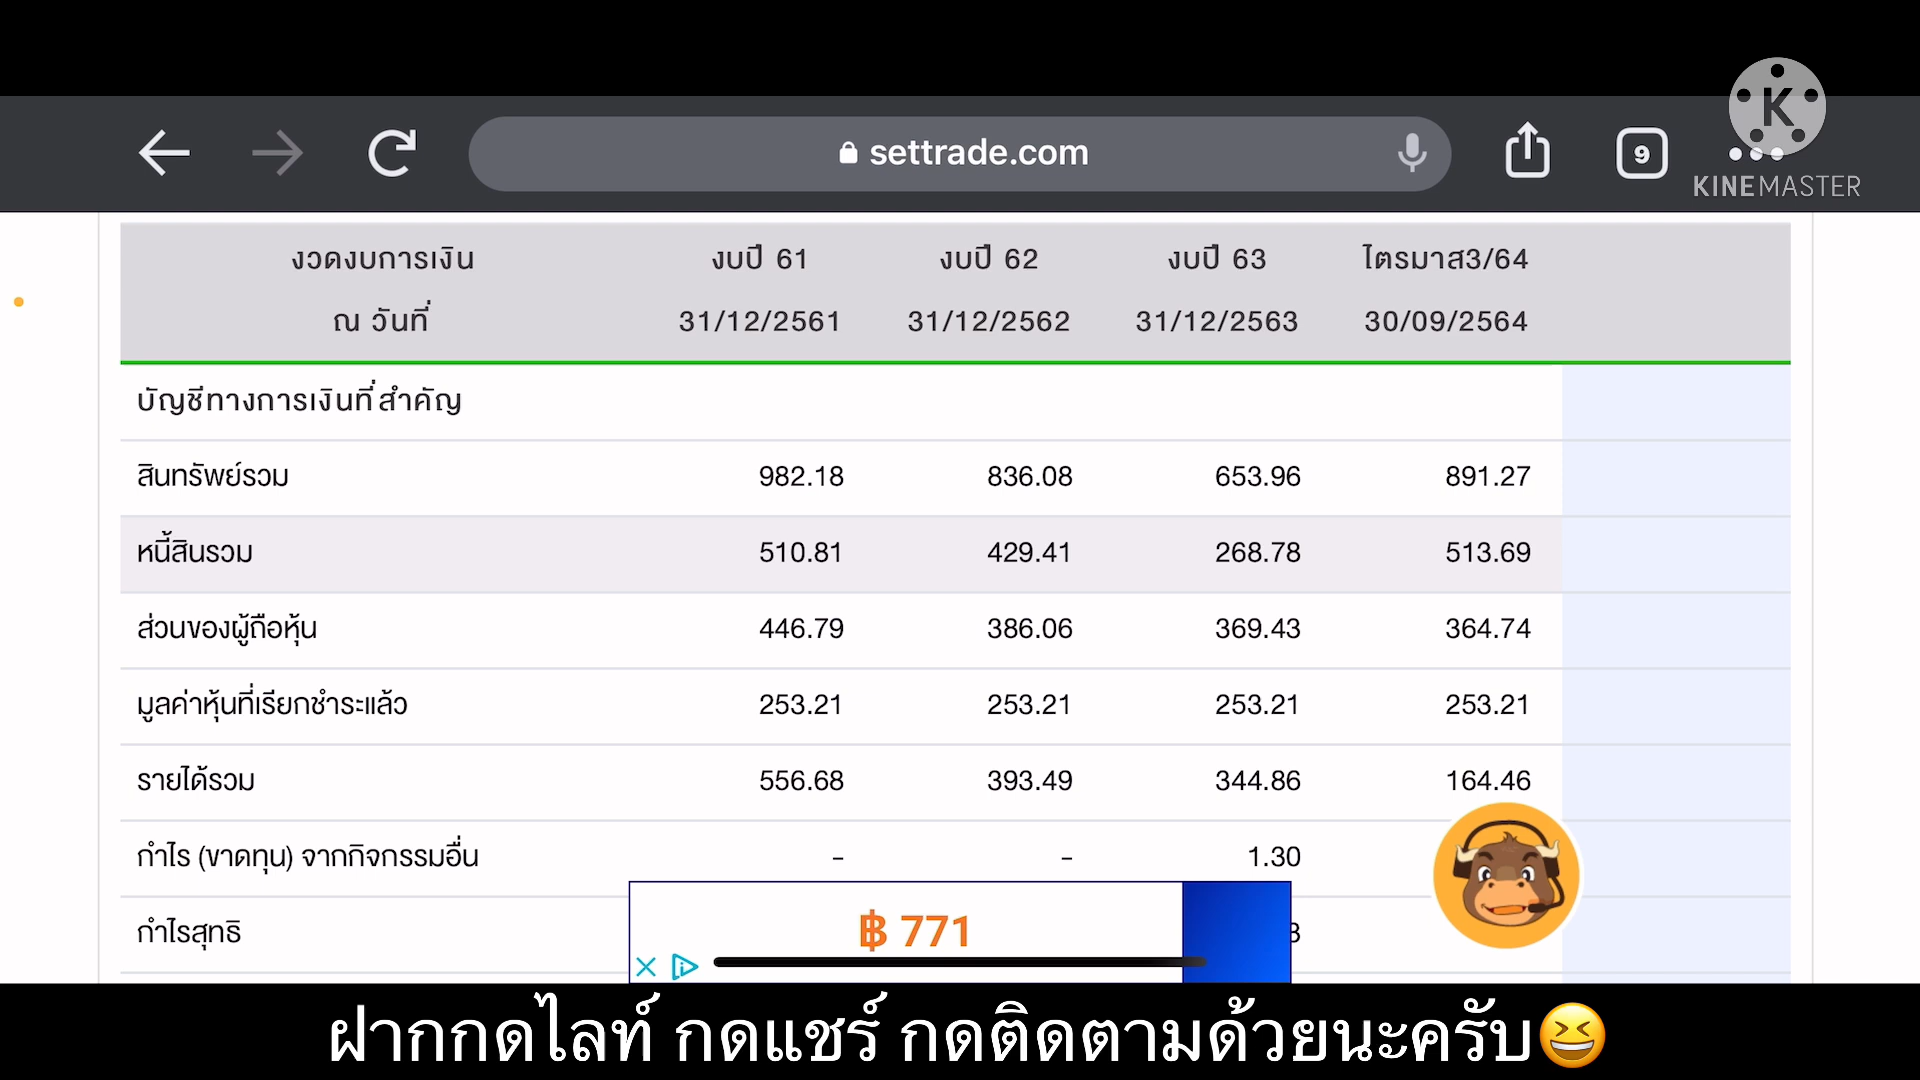 settrade.com
9
K
KINEMASTER
งวดงบการเงิน งบปี 61 งบปี 62 งบปี 63 ไตรมาส3/64
ณ วันที่ 31/12/2561 31/12/2562 31/12/2563 30/09/2564
บัญชีทางการเงินที่สำคัญ
สินทรัพย์รวม 982.18 836.08 653.96 891.27
หนี้สินรวม 510.81 429.41 268.78 513.69
ส่วนของผู้ถือหุ้น 446.79 386.06 369.43 364.74
มูลค่าหุ้นที่เรียกชำระแล้ว 253.21 253.21 253.21 253.21
รายได้รวม 556.68 393.49 344.86 164.46
กำไร (ขาดทุน) จากกิจกรรมอื่น - - 1.30
กำไรสุทธิ
฿ 771
ฝากกดไลท์ กดแชร์ กดติดตามด้วยนะครับ😆